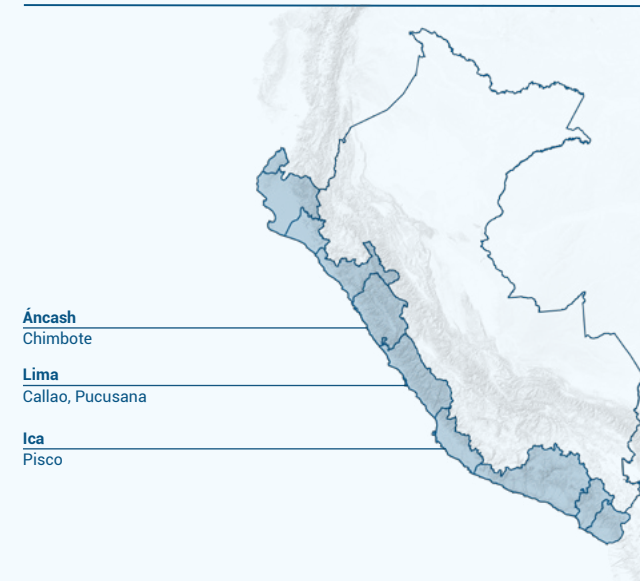 Áncash
Chimbote
Lima
Callao, Pucusana
Ica
Pisco